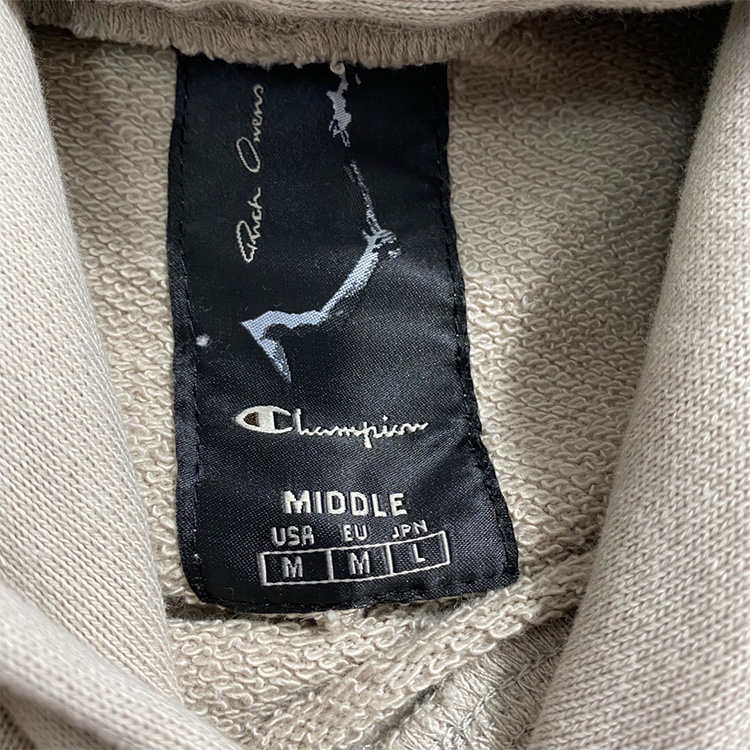 Rick Owens
Champion
MIDDLE
USA EU JPN
M M L